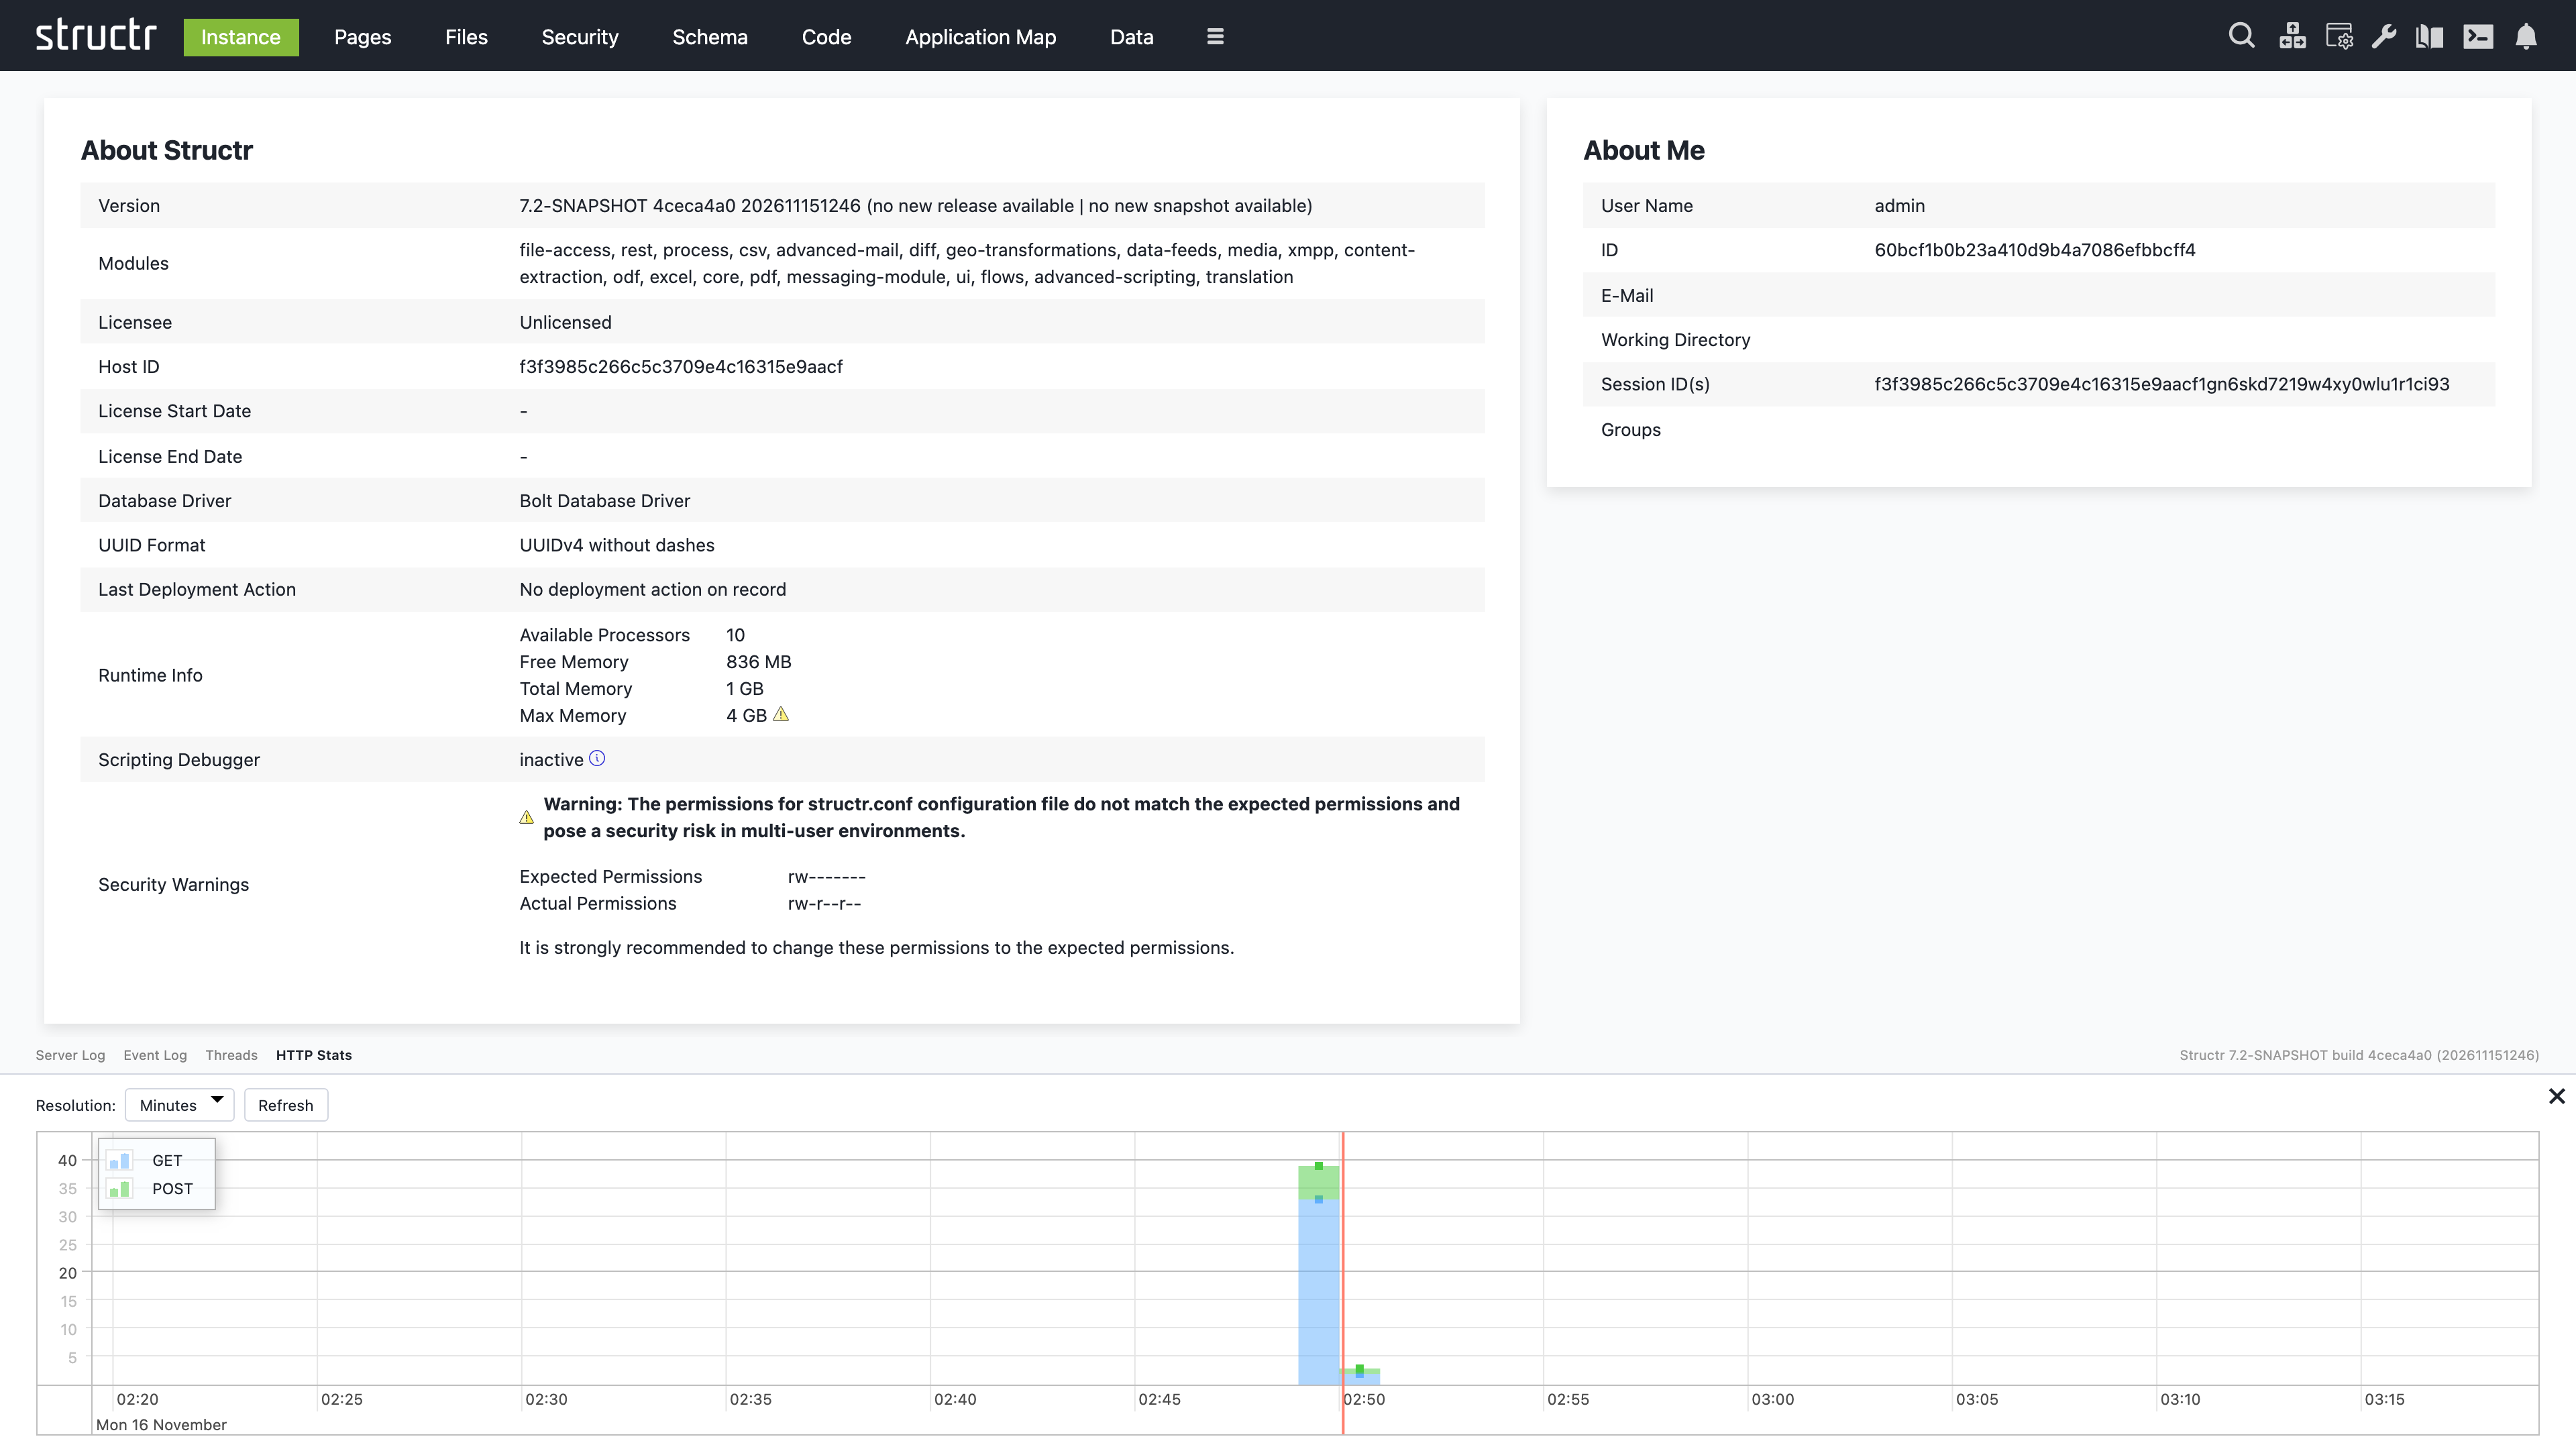 structr
Instance
Pages
Files
Security
Schema
Code
Application Map
Data
About Structr
Version
7.2-SNAPSHOT 4ceca4a0 202611151246 (no new release available | no new snapshot available)
Modules
file-access, rest, process, csv, advanced-mail, diff, geo-transformations, data-feeds, media, xmpp, content-
extraction, odf, excel, core, pdf, messaging-module, ui, flows, advanced-scripting, translation
Licensee
Unlicensed
Host ID
f3f3985c266c5c3709e4c16315e9aacf
License Start Date
-
License End Date
-
Database Driver
Bolt Database Driver
UUID Format
UUIDv4 without dashes
Last Deployment Action
No deployment action on record
Runtime Info
Available Processors 10
Free Memory 836 MB
Total Memory 1 GB
Max Memory 4 GB
Scripting Debugger
inactive
Security Warnings
Warning: The permissions for structr.conf configuration file do not match the expected permissions and
pose a security risk in multi-user environments.
Expected Permissions rw-------
Actual Permissions rw-r--r--
It is strongly recommended to change these permissions to the expected permissions.
About Me
User Name
admin
ID
60bcf1b0b23a410d9b4a7086efbbcff4
E-Mail
Working Directory
Session ID(s)
f3f3985c266c5c3709e4c16315e9aacf1gn6skd7219w4xy0wlu1r1ci93
Groups
Server Log
Event Log
Threads
HTTP Stats
Structr 7.2-SNAPSHOT build 4ceca4a0 (202611151246)
Resolution:
Minutes
Refresh
GET
POST
40
35
30
25
20
15
10
5
02:20
02:25
02:30
02:35
02:40
02:45
02:50
02:55
03:00
03:05
03:10
03:15
Mon 16 November